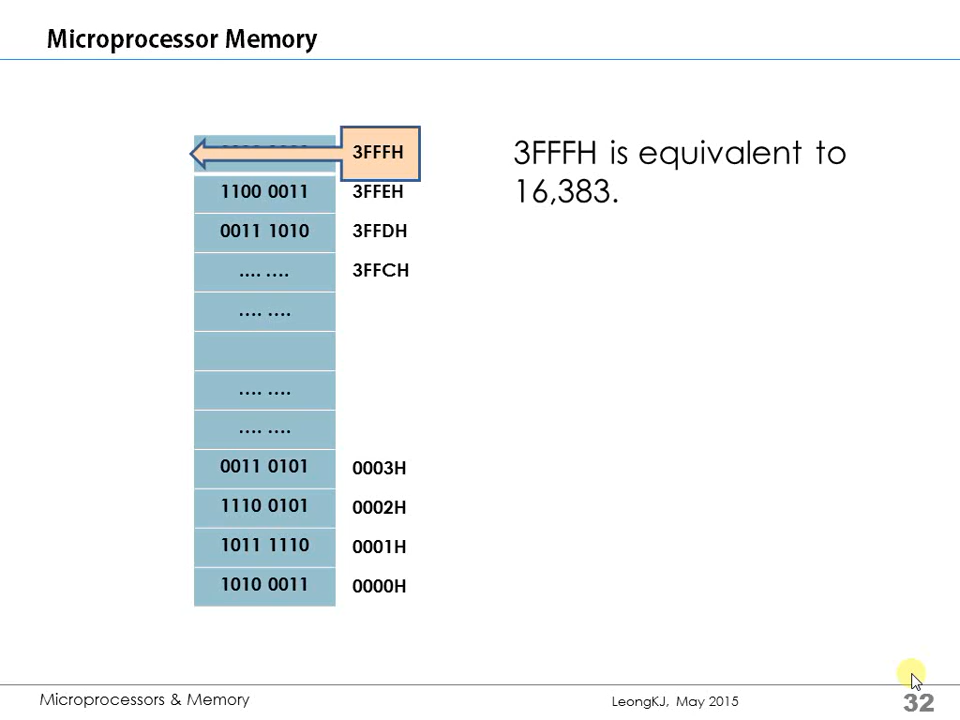 Microprocessor Memory
3FFFH
3FFFH is equivalent to
16,383.
1100 0011 3FFEH
0011 1010 3FFDH
.... .... 3FFCH
.... ....
.... ....
.... ....
0011 0101 0003H
1110 0101 0002H
1011 1110 0001H
1010 0011 0000H
Microprocessors & Memory LeongKJ, May 2015 32